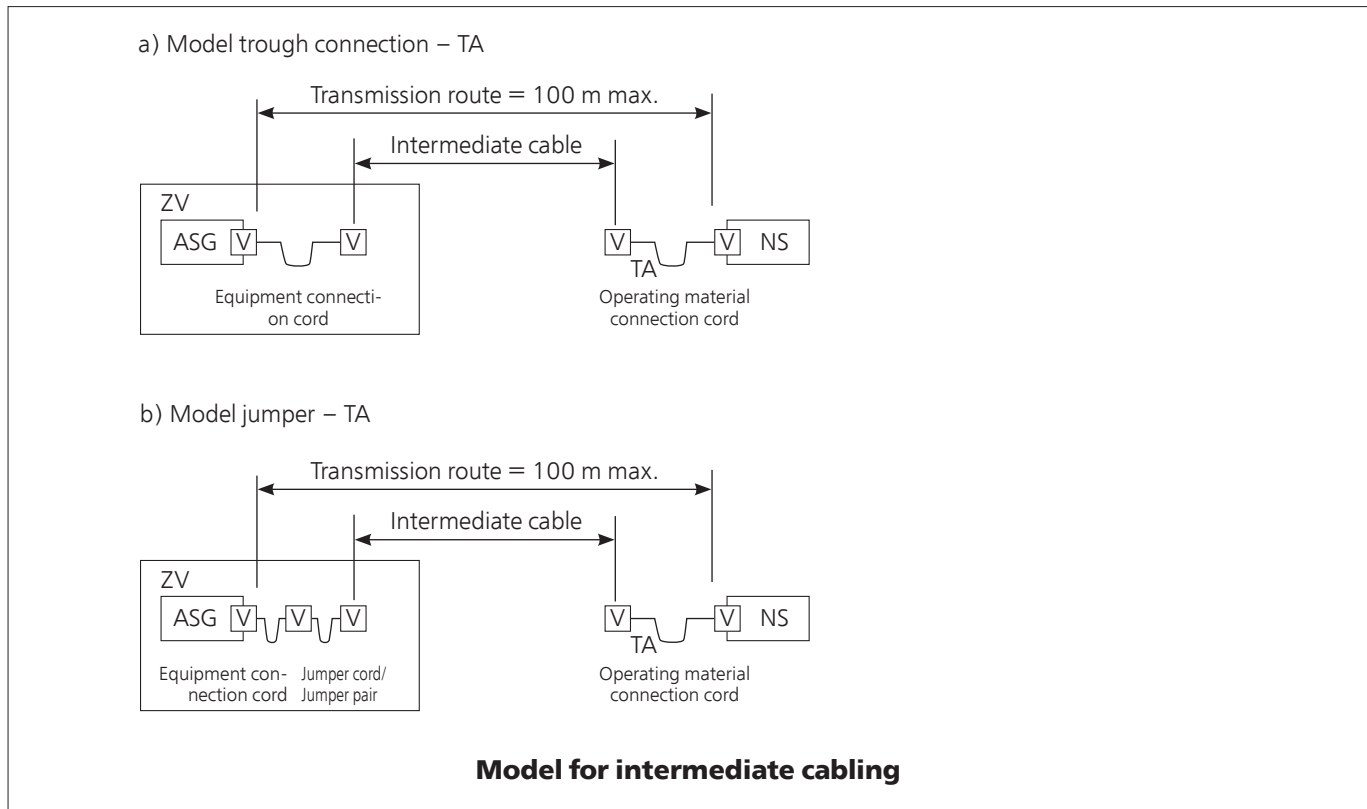 a) Model trough connection – TA
Transmission route = 100 m max.
Intermediate cable
ZV
ASG V V V V NS
TA
Equipment connecti-
on cord
Operating material
connection cord
b) Model jumper – TA
Transmission route = 100 m max.
Intermediate cable
ZV
ASG V V V V V NS
TA
Equipment con-
nection cord
Jumper cord/
Jumper pair
Operating material
connection cord
Model for intermediate cabling